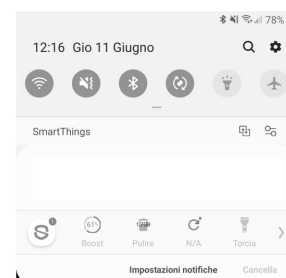 78%
12:16 Gio 11 Giugno
SmartThings
S
61%
Boost Pulire N/A Torcia
Impostazioni notifiche Cancella